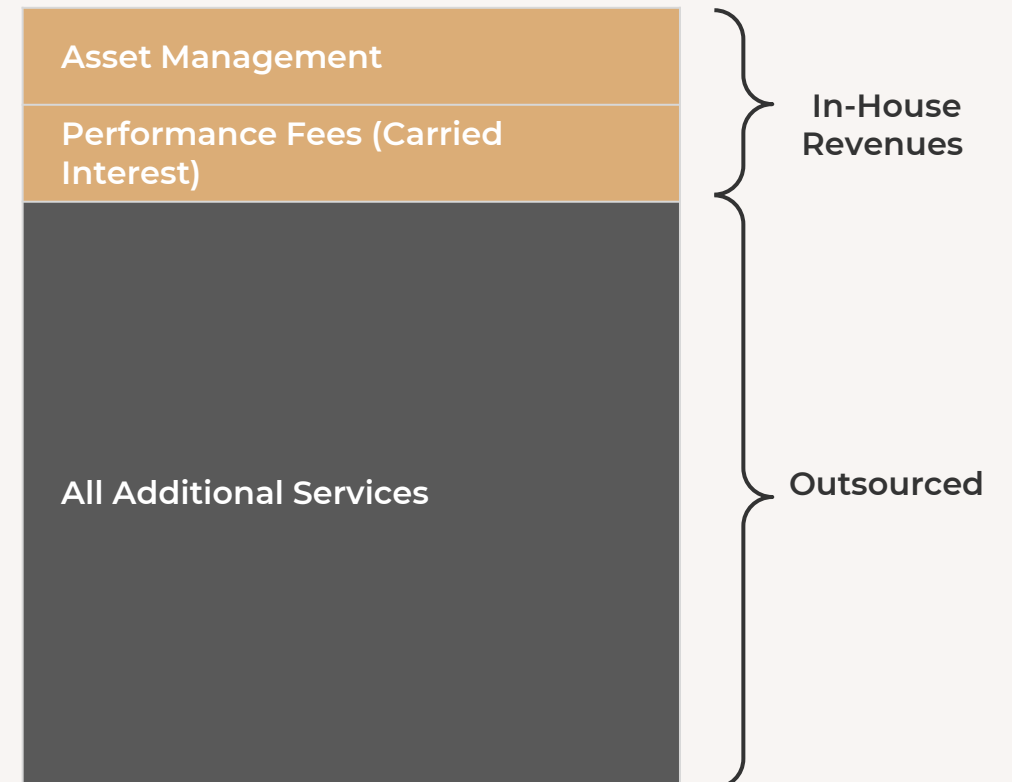 Asset Management
Performance Fees (Carried
Interest)
All Additional Services
In-House
Revenues
Outsourced